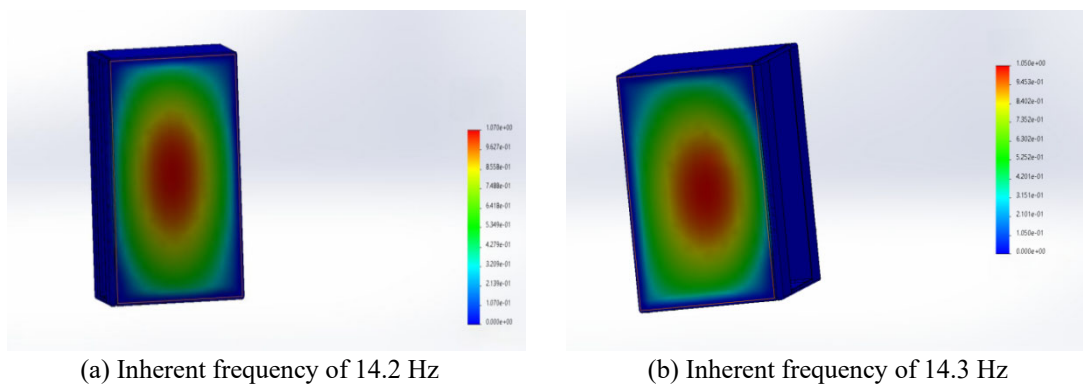 1.070e+00
9.627e-01
8.558e-01
7.488e-01
6.418e-01
5.349e-01
4.279e-01
3.209e-01
2.139e-01
1.070e-01
0.000e+00
1.050e+00
9.453e-01
8.402e-01
7.352e-01
6.302e-01
5.252e-01
4.201e-01
3.151e-01
2.101e-01
1.050e-01
0.000e+00
(a) Inherent frequency of 14.2 Hz
(b) Inherent frequency of 14.3 Hz